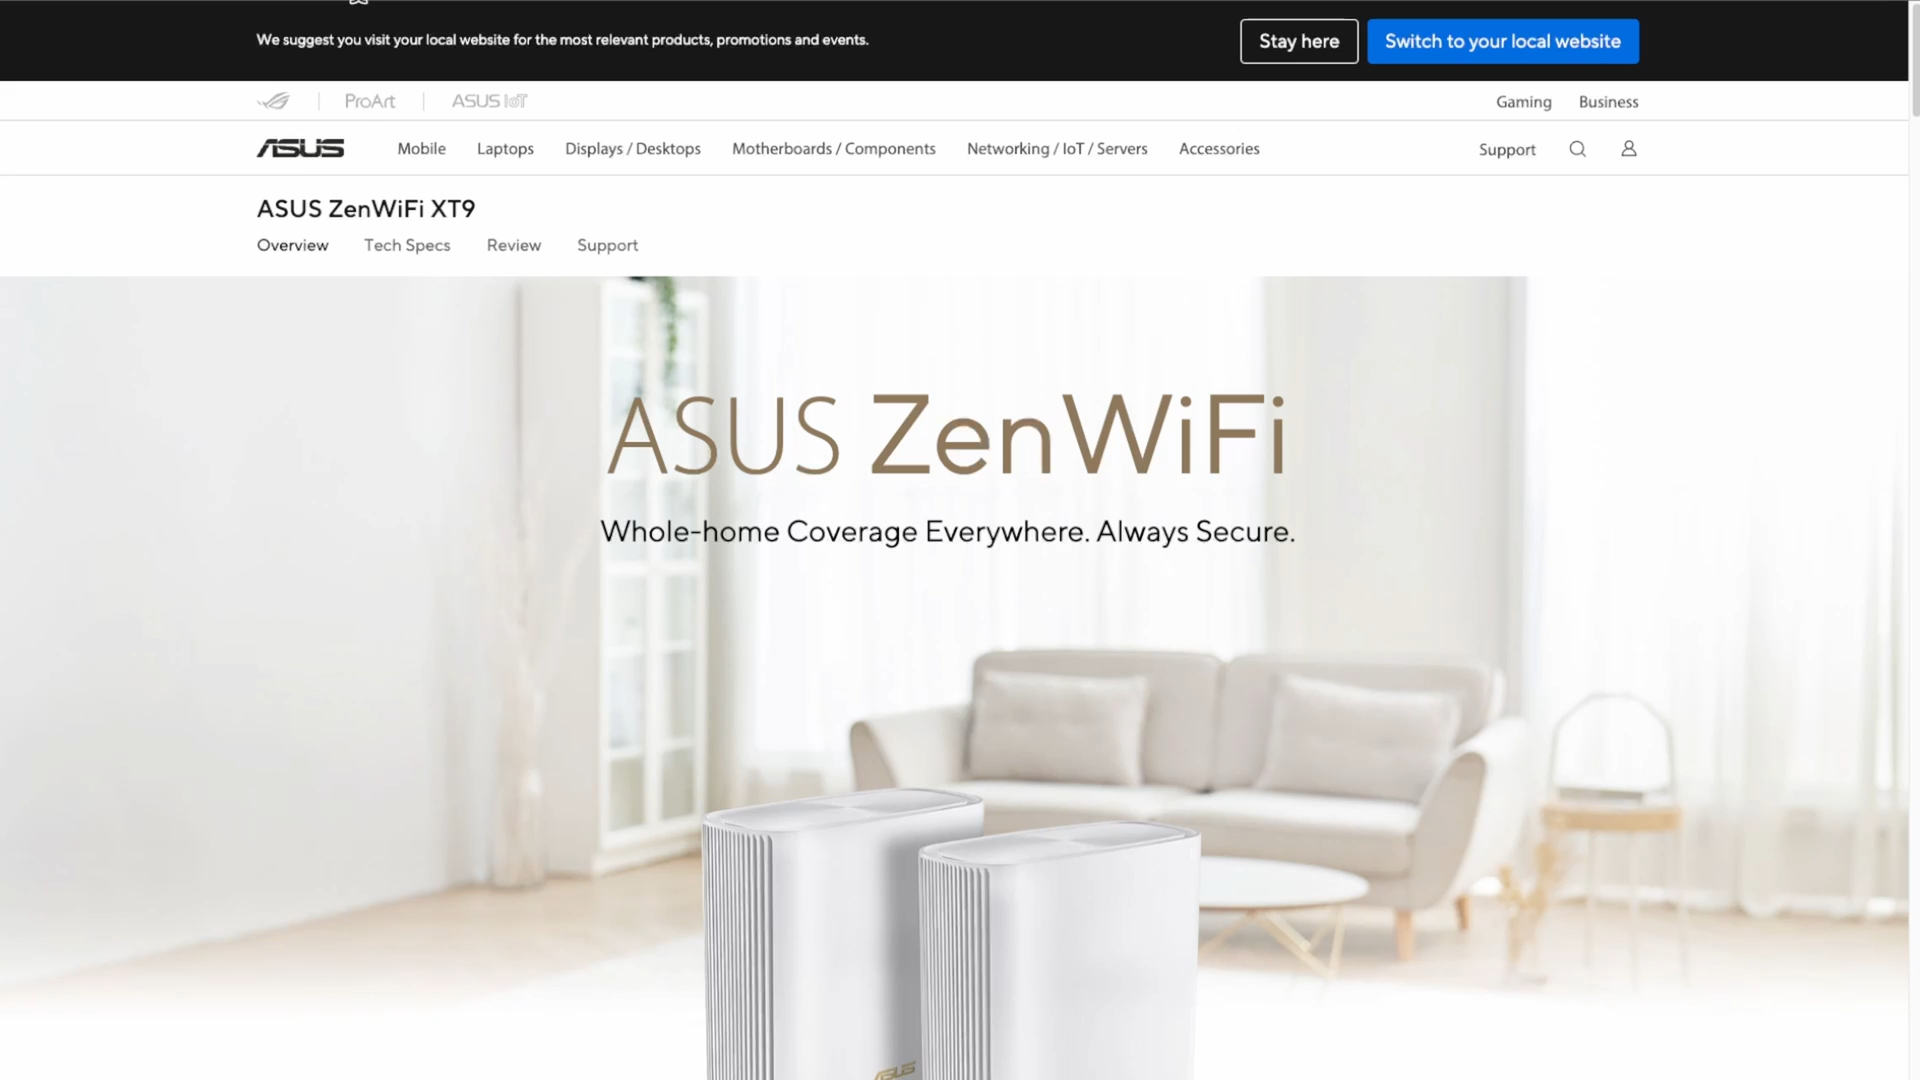 We suggest you visit your local website for the most relevant products, promotions and events.
Stay here
Switch to your local website
ProArt
ASUS IoT
Gaming
Business
ASUS
Mobile
Laptops
Displays / Desktops
Motherboards / Components
Networking / IoT / Servers
Accessories
Support
ASUS ZenWiFi XT9
Overview
Tech Specs
Review
Support
ASUS ZenWiFi
Whole-home Coverage Everywhere. Always Secure.
ASUS